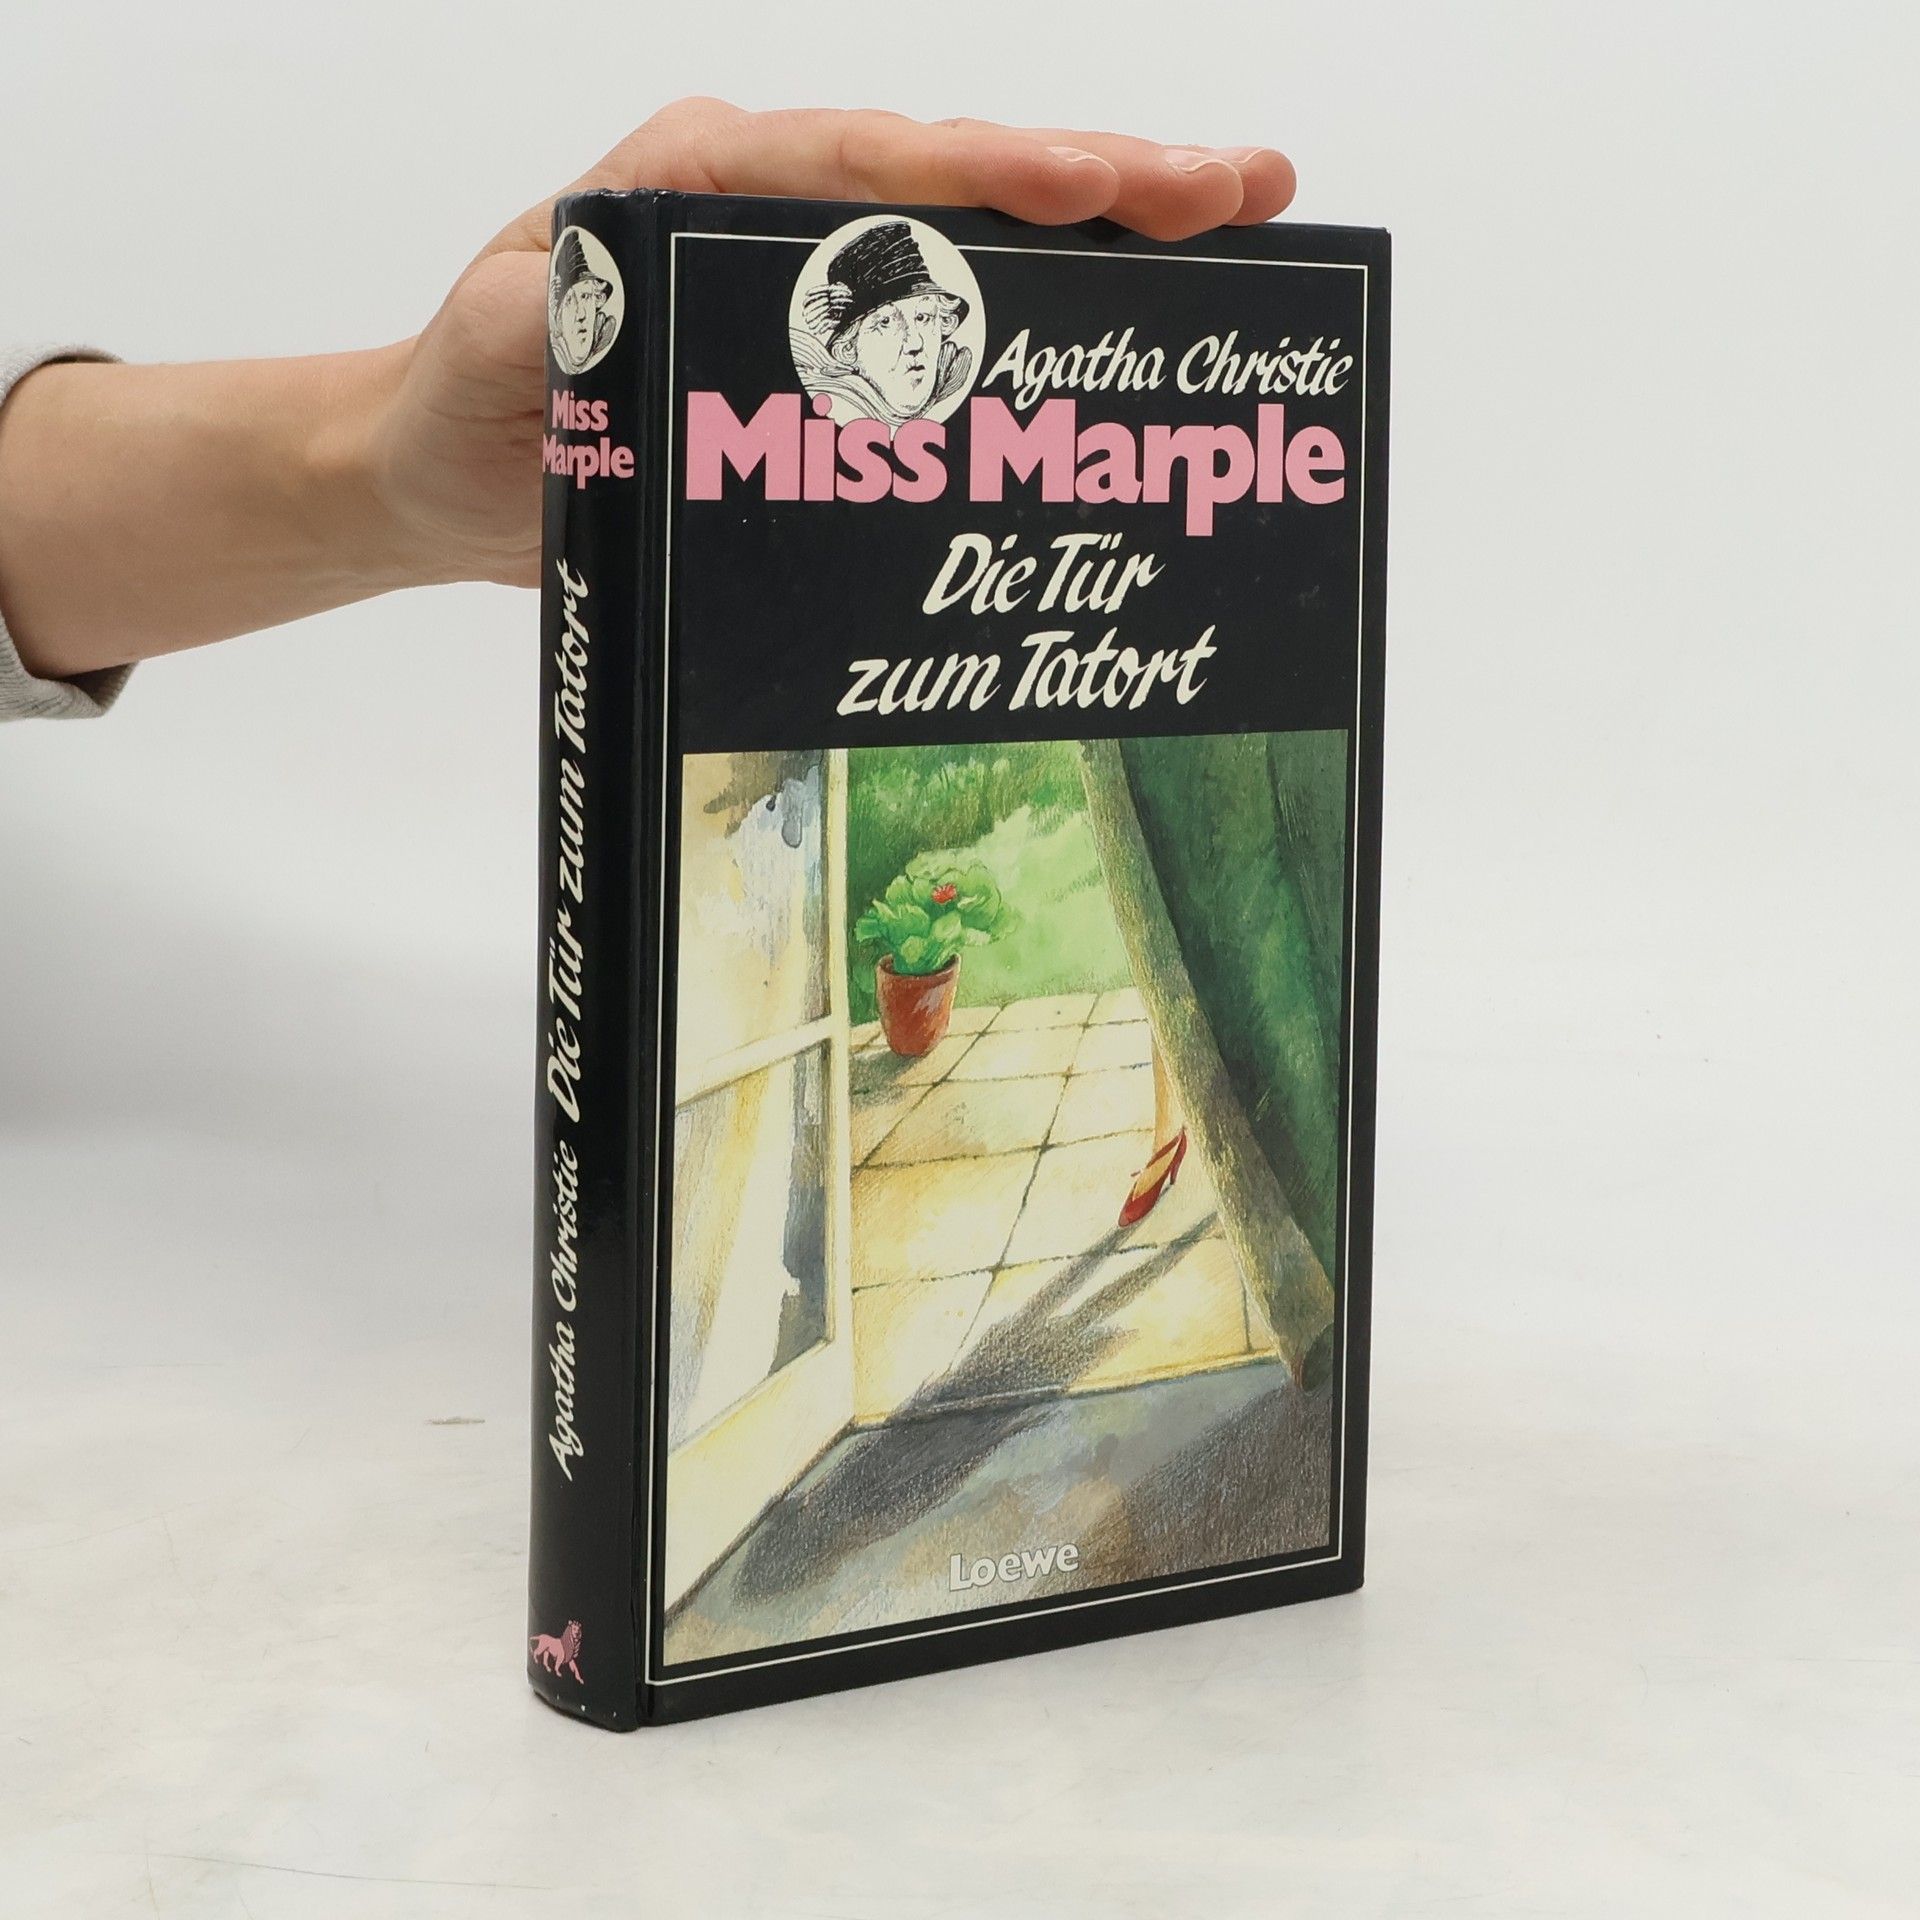 Miss
Marple
Agatha Christie Die Tür zum Tatort
Agatha Christie
Miss Marple
Die Tür
zum Tatort
Loewe